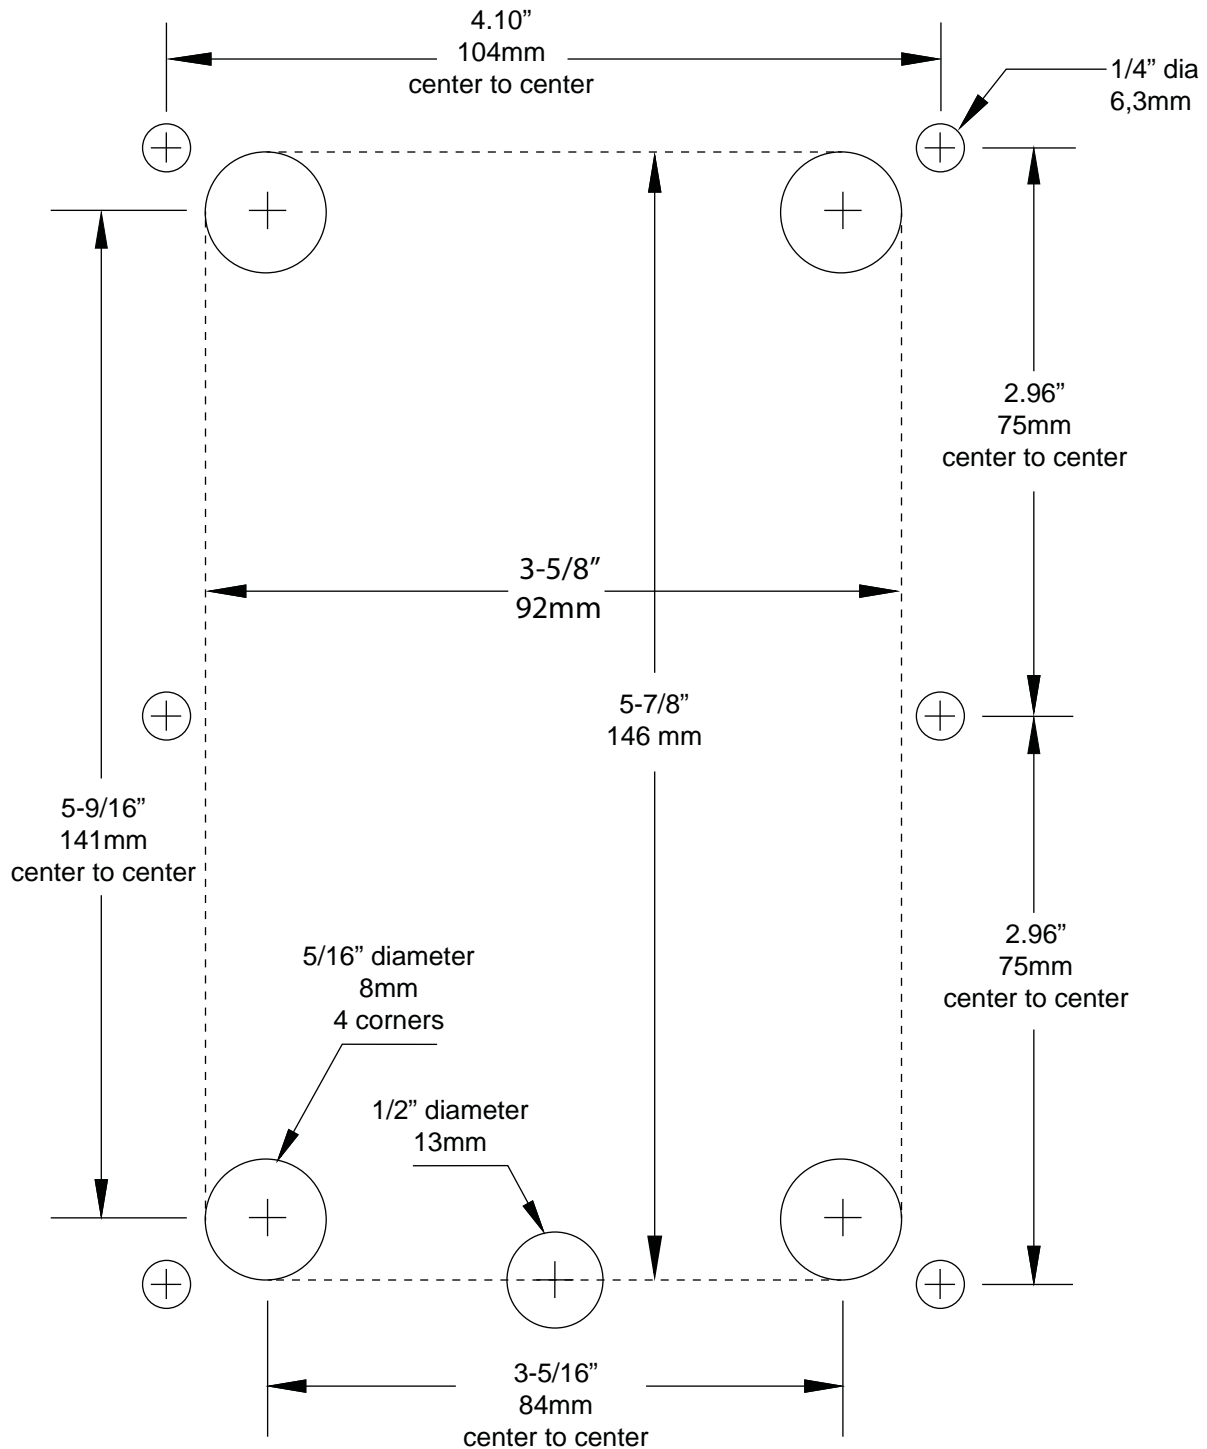 4.10”
104mm
center to center
1/4” dia
6,3mm
2.96”
75mm
center to center
3-5/8”
92mm
5-7/8”
146 mm
5-9/16”
141mm
center to center
2.96”
75mm
center to center
5/16” diameter
8mm
4 corners
1/2” diameter
13mm
3-5/16”
84mm
center to center